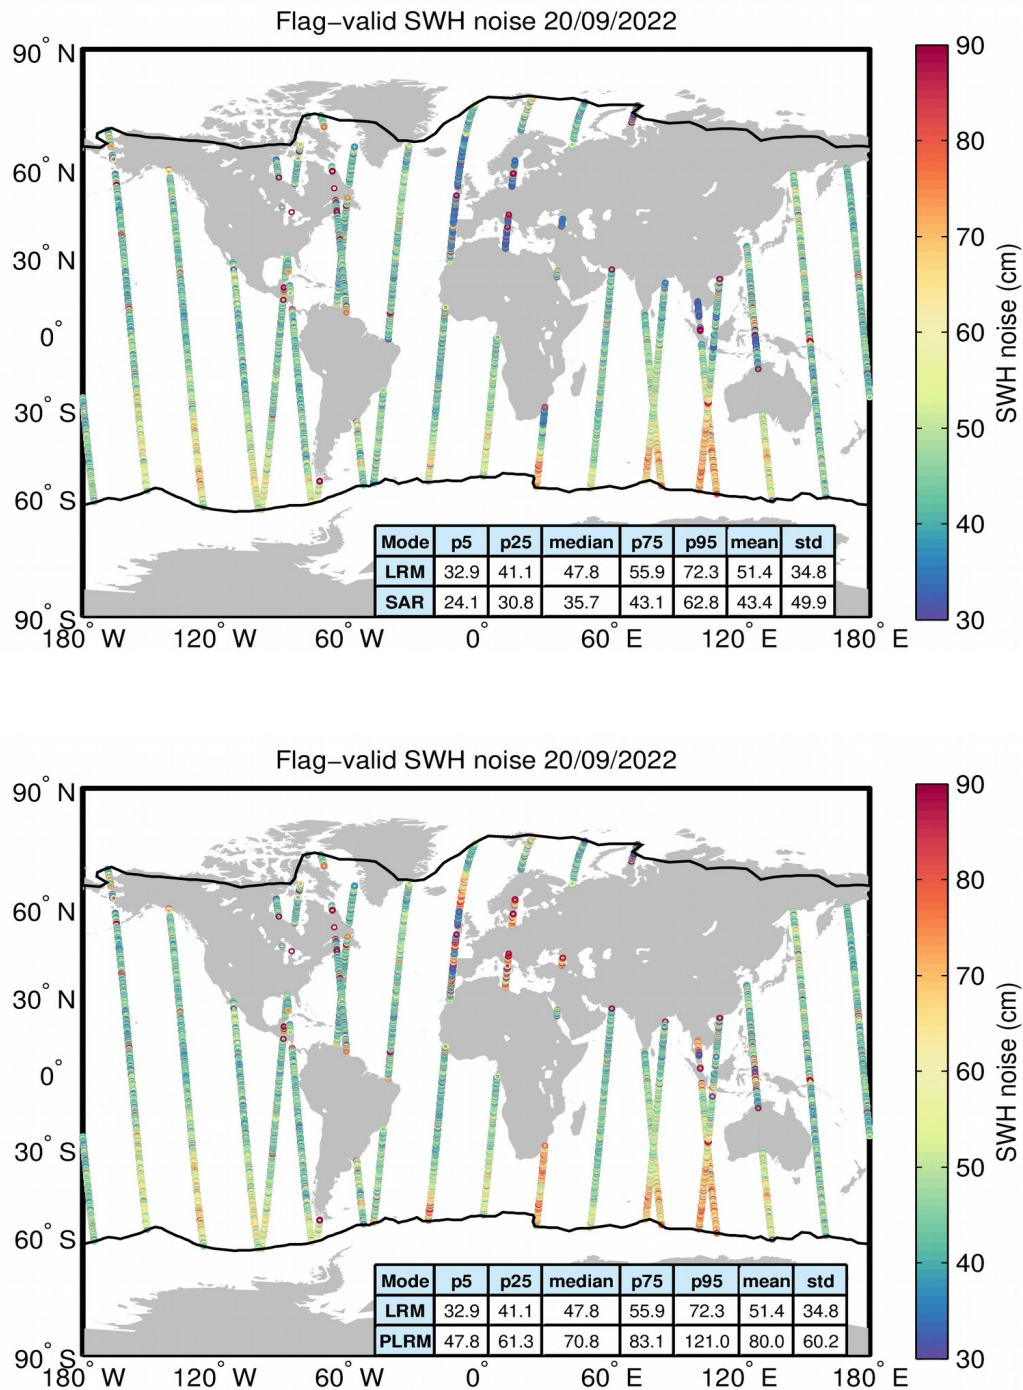 Flag−valid SWH noise 20/09/2022
90° N
60° N
30° N
0°
30° S
60° S
90° S
180° W 120° W 60° W 0° 60° E 120° E 180° E
90
80
70
60
50
40
30
SWH noise (cm)
Mode p5 p25 median p75 p95 mean std
LRM 32.9 41.1 47.8 55.9 72.3 51.4 34.8
SAR 24.1 30.8 35.7 43.1 62.8 43.4 49.9
Flag−valid SWH noise 20/09/2022
90° N
60° N
30° N
0°
30° S
60° S
90° S
180° W 120° W 60° W 0° 60° E 120° E 180° E
90
80
70
60
50
40
30
SWH noise (cm)
Mode p5 p25 median p75 p95 mean std
LRM 32.9 41.1 47.8 55.9 72.3 51.4 34.8
PLRM 47.8 61.3 70.8 83.1 121.0 80.0 60.2